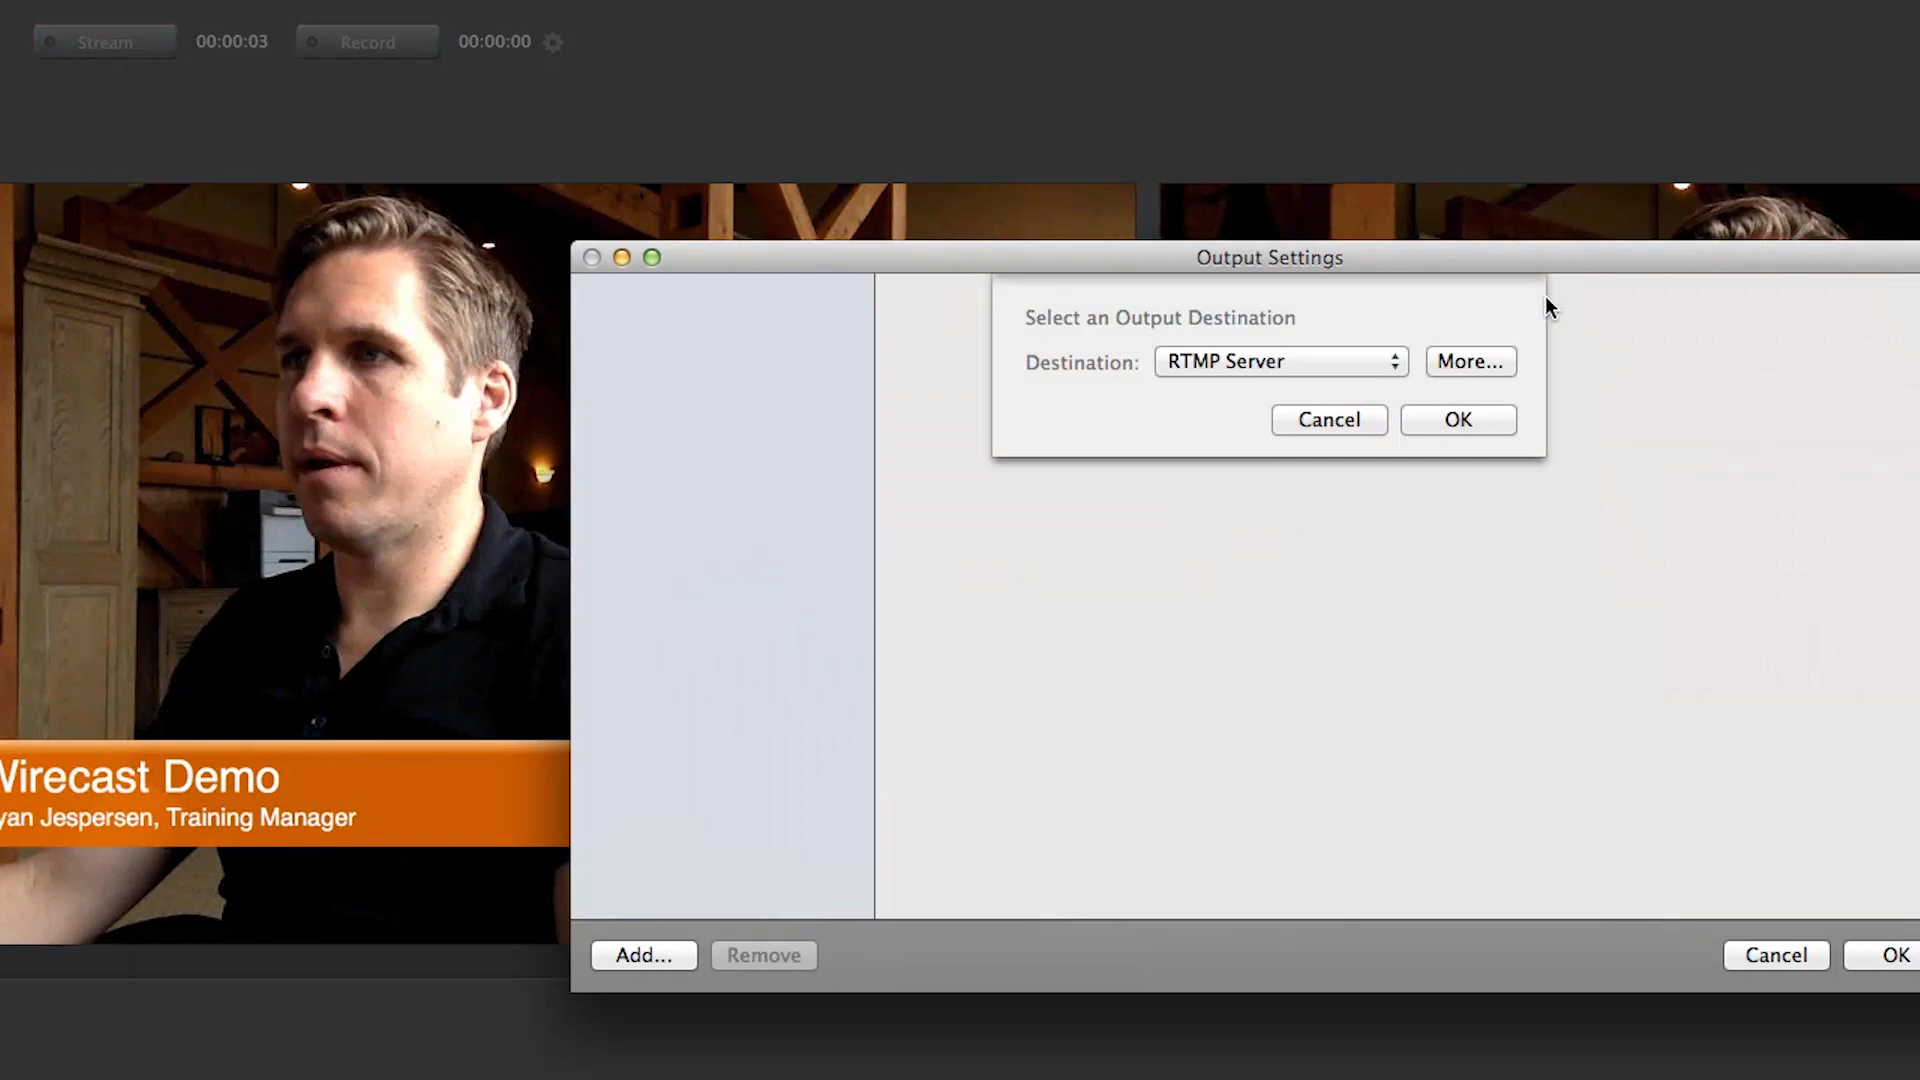 Stream 00:00:03 Record 00:00:00
Output Settings
Select an Output Destination
Destination: RTMP Server More...
Cancel OK
Wirecast Demo
yan Jespersen, Training Manager
Add... Remove Cancel OK